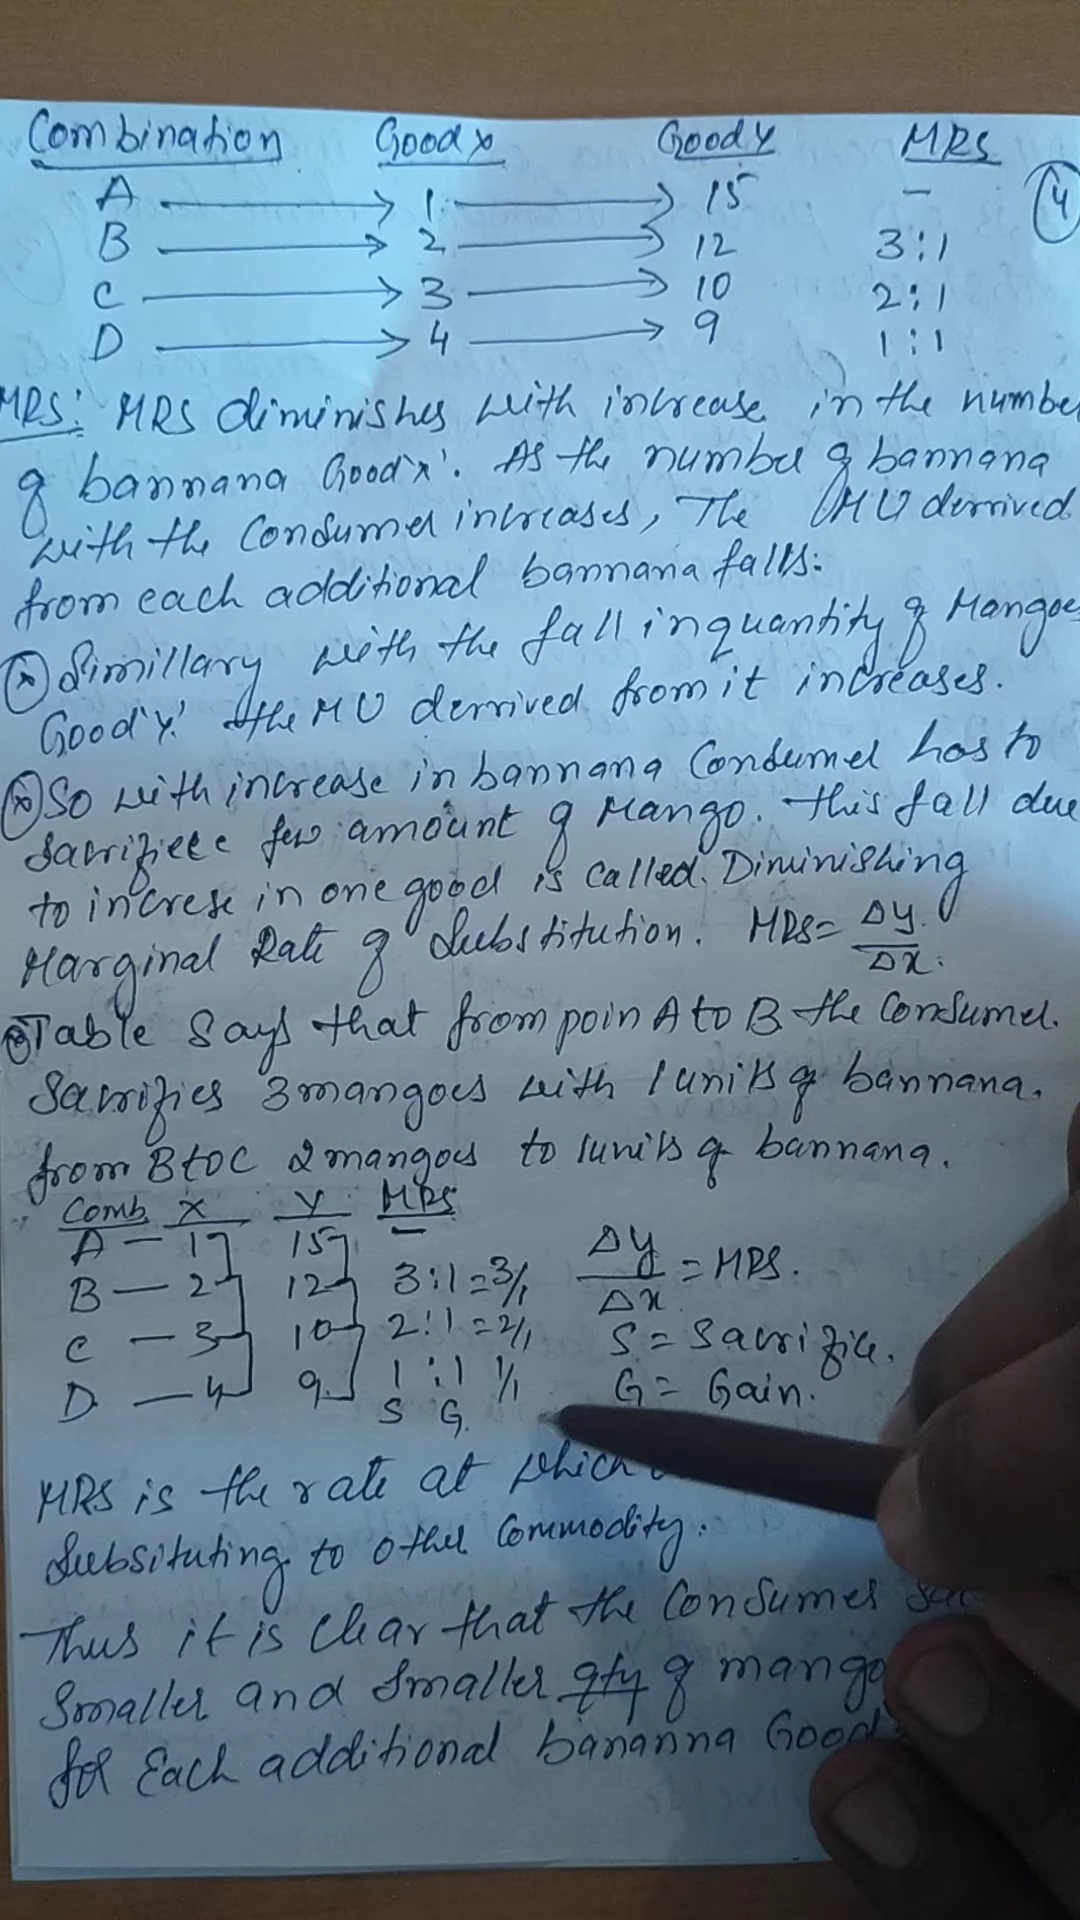 Combination Good x Good Y MRS
A 1 15 - 4
B 2 12 3:1
C 3 10 2:1
D 4 9 1:1
MRS: MRS diminishes with increase in the number
of bannana Good 'x'. As the number of bannana
with the Consumer increases, The MU derrived
from each additional bannana falls.
Simillary with the fall in quantity of Mangoes
Good 'Y' the MU derrived from it increases.
So with increase in bannana Consumer has to
few amount of Mango. this fall due
to increse in one good is called. Diminishing
Marginal Rate of Substitution. MRS = Δy / Δx.
Table Says that from poin A to B the Consumer.
Sacrifies 3 mangoes with 1 units of bannana.
from B to C 2 mangoes to 1 units of bannana.
Comb X Y MRS
A - 1 15 -
B - 2 12 3:1 = 3/1 Δy / Δx = MRS.
C - 3 10 2:1 = 2/1 S = Sacrifice.
D. - 4 9 1:1 1/1 G = Gain.
S G.
MRS is the rate at which
Subsituting to other Commodity.
Thus it is Clear that the Consumer
Smaller and Smaller qty of mango
for Each additional bananna Good